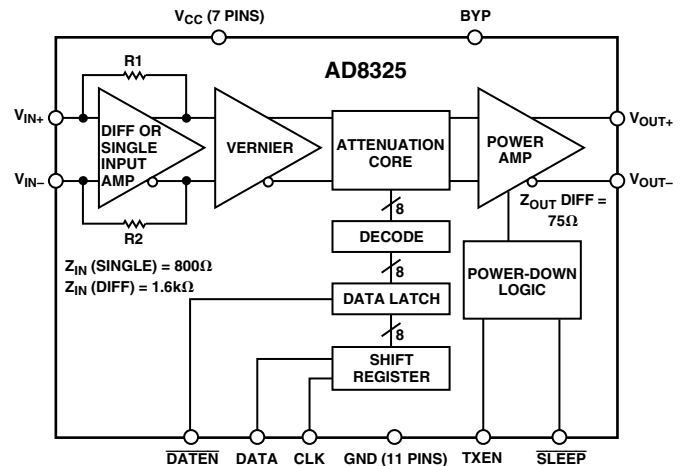 VCC (7 PINS)
BYP
AD8325
R1
VIN+
VOUT+
DIFF OR
SINGLE
INPUT
AMP
VERNIER
ATTENUATION
CORE
POWER
AMP
VIN–
VOUT–
R2
8
ZOUT DIFF =
75Ω
DECODE
ZIN (SINGLE) = 800Ω
ZIN (DIFF) = 1.6kΩ
8
POWER-DOWN
LOGIC
DATA LATCH
8
SHIFT
REGISTER
DATEN
DATA
CLK
GND (11 PINS)
TXEN
SLEEP